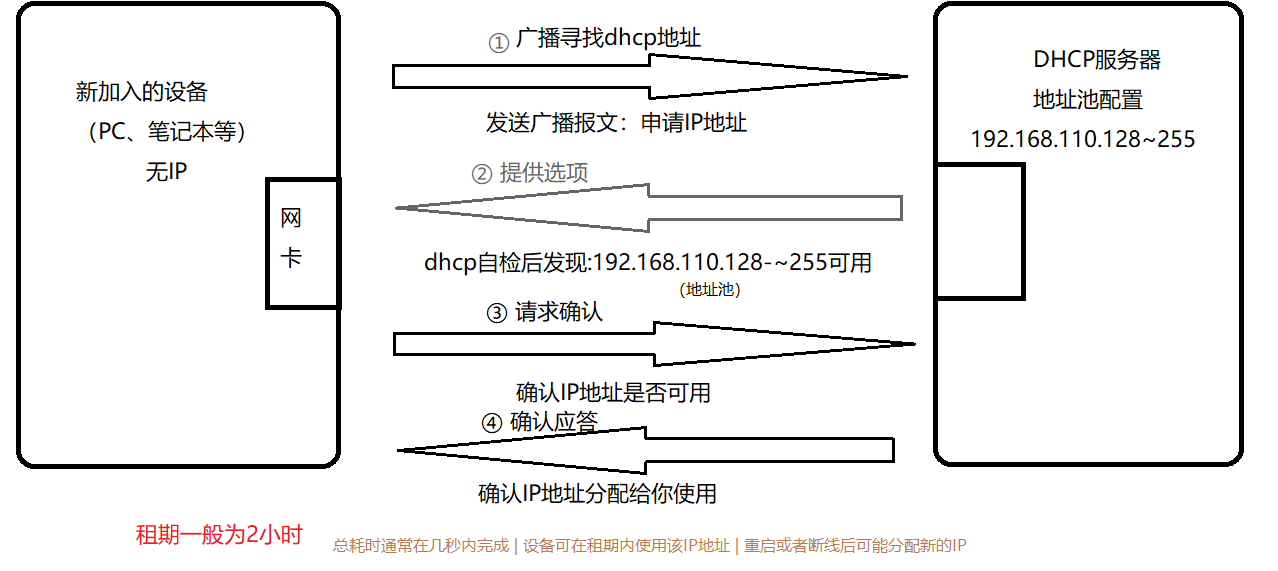 新加入的设备
（PC、笔记本等）
无IP
网
卡
① 广播寻找dhcp地址
发送广播报文：申请IP地址
② 提供选项
dhcp自检后发现:192.168.110.128-~255可用
（地址池）
③ 请求确认
确认IP地址是否可用
④ 确认应答
确认IP地址分配给你使用
DHCP服务器
地址池配置
192.168.110.128~255
租期一般为2小时
总耗时通常在几秒内完成 | 设备可在租期内使用该IP地址 | 重启或者断线后可能分配新的IP